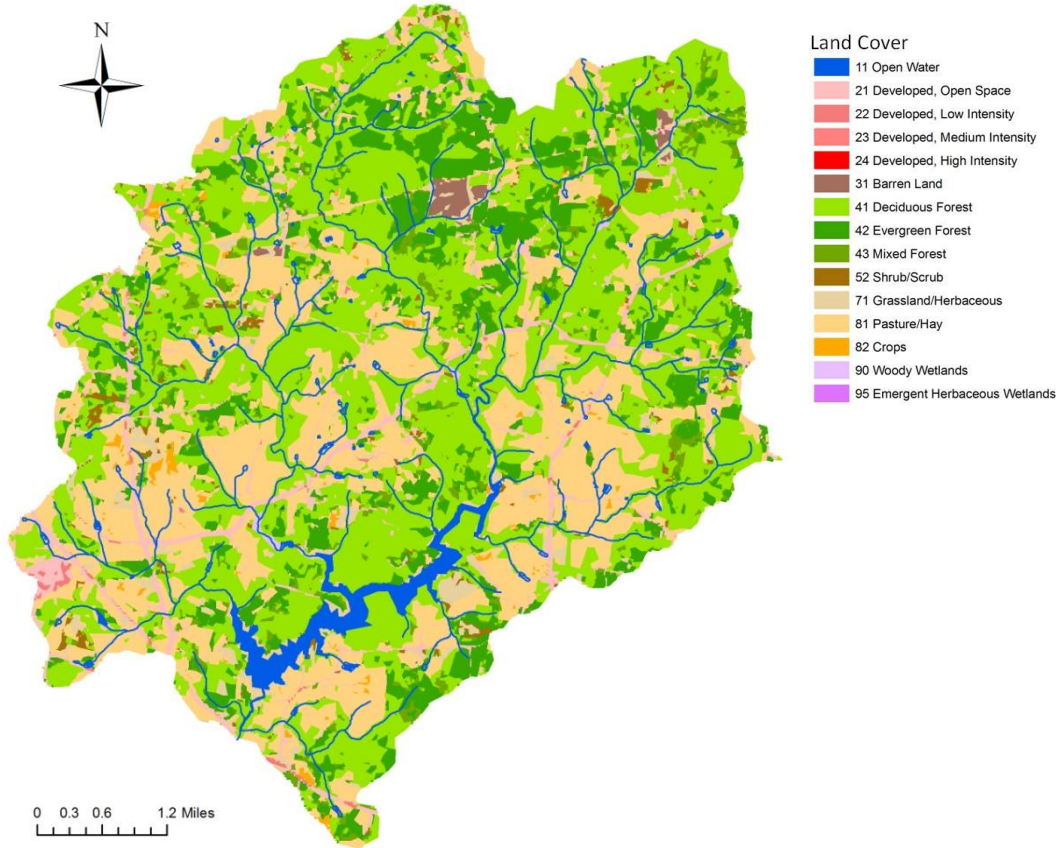 N
Land Cover
11 Open Water
21 Developed, Open Space
22 Developed, Low Intensity
23 Developed, Medium Intensity
24 Developed, High Intensity
31 Barren Land
41 Deciduous Forest
42 Evergreen Forest
43 Mixed Forest
52 Shrub/Scrub
71 Grassland/Herbaceous
81 Pasture/Hay
82 Crops
90 Woody Wetlands
95 Emergent Herbaceous Wetlands
0 0.3 0.6 1.2 Miles